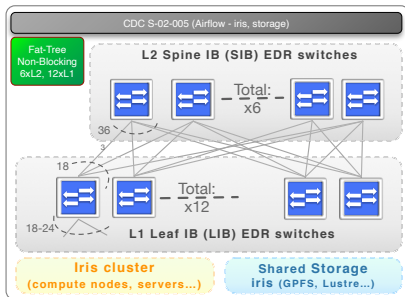 CDC S-02-005 (Airflow - iris, storage)
Fat-Tree
Non-Blocking
6xL2, 12xL1
L2 Spine IB (SIB) EDR switches
Total:
x6
36
3
18
Total:
x12
18-24
L1 Leaf IB (LIB) EDR switches
Iris cluster
(compute nodes, servers...)
Shared Storage
iris (GPFS, Lustre...)